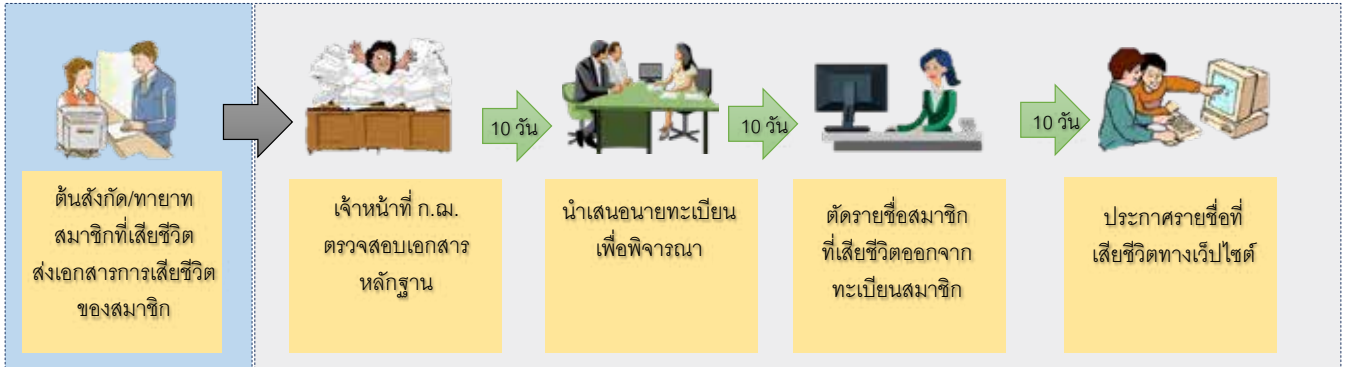 10 วัน
10 วัน
10 วัน
ต้นสังกัด/ทายาท
สมาชิกที่เสียชีวิต
ส่งเอกสารการเสียชีวิต
ของสมาชิก
เจ้าหน้าที่ ก.ฌ.
ตรวจสอบเอกสาร
หลักฐาน
นำเสนอนายทะเบียน
เพื่อพิจารณา
ตัดรายชื่อสมาชิก
ที่เสียชีวิตออกจาก
ทะเบียนสมาชิก
ประกาศรายชื่อที่
เสียชีวิตทางเว็ปไซต์